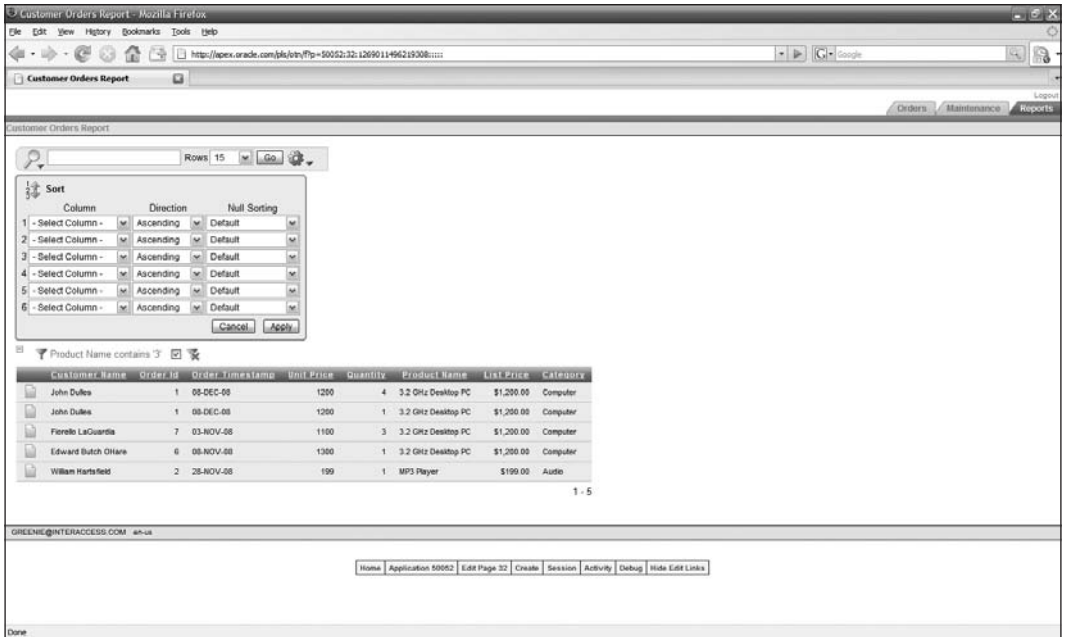 Customer Orders Report - Mozilla Firefox
File Edit View History Bookmarks Tools Help
http://apex.oracle.com/pls/otn/f?p=50052:32:1269011496219308:::::
Google
Customer Orders Report
Logout
Orders Maintenance Reports
Customer Orders Report
Rows 15 Go
Sort
Column Direction Null Sorting
1 - Select Column - Ascending Default
2 - Select Column - Ascending Default
3 - Select Column - Ascending Default
4 - Select Column - Ascending Default
5 - Select Column - Ascending Default
6 - Select Column - Ascending Default
Cancel Apply
Product Name contains '3'
Customer Name Order Id Order Timestamp Unit Price Quantity Product Name List Price Category
John Dulles 1 08-DEC-08 1200 4 3.2 GHz Desktop PC $1,200.00 Computer
John Dulles 1 08-DEC-08 1200 1 3.2 GHz Desktop PC $1,200.00 Computer
Fiorello LaGuardia 7 03-NOV-08 1100 3 3.2 GHz Desktop PC $1,200.00 Computer
Edward Butch OHare 6 08-NOV-08 1300 1 3.2 GHz Desktop PC $1,200.00 Computer
William Hartsfield 2 28-NOV-08 199 1 MP3 Player $199.00 Audio
1 - 5
GREENIE@INTERACCESS.COM en-us
Home Application 50052 Edit Page 32 Create Session Activity Debug Hide Edit Links
Done